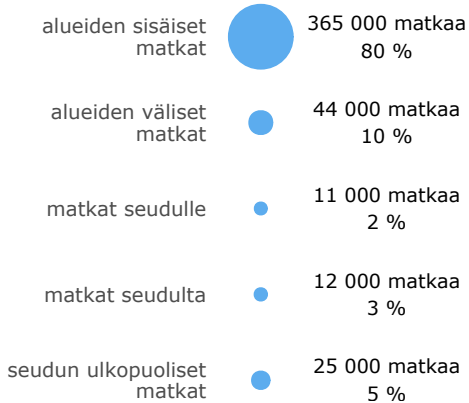 alueiden sisäiset
matkat
365 000 matkaa
80 %
alueiden väliset
matkat
44 000 matkaa
10 %
matkat seudulle
11 000 matkaa
2 %
matkat seudulta
12 000 matkaa
3 %
seudun ulkopuoliset
matkat
25 000 matkaa
5 %